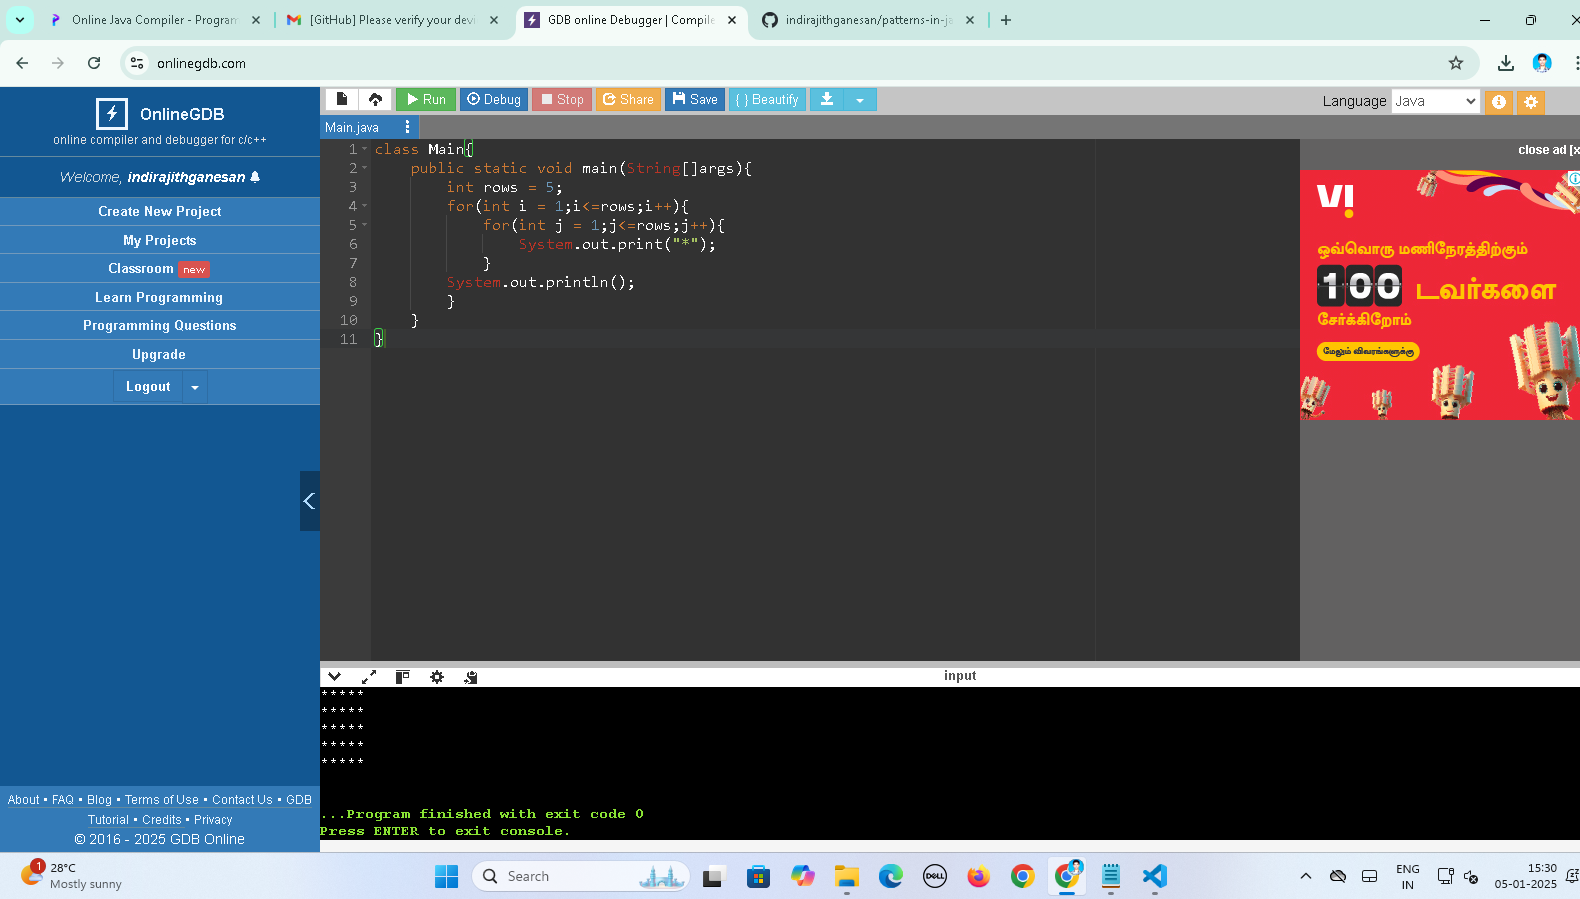 Online Java Compiler - Program
[GitHub] Please verify your devi
GDB online Debugger | Compile
indirajithganesan/patterns-in-ja
onlinegdb.com
OnlineGDB
online compiler and debugger for c/c++
Welcome, indirajithganesan
Create New Project
My Projects
Classroom new
Learn Programming
Programming Questions
Upgrade
Logout
About • FAQ • Blog • Terms of Use • Contact Us • GDB
Tutorial • Credits • Privacy
© 2016 - 2025 GDB Online
Run Debug Stop Share Save { } Beautify
Language Java
Main.java
1 class Main{
2     public static void main(String[]args){
3         int rows = 5;
4         for(int i = 1;i<=rows;i++){
5             for(int j = 1;j<=rows;j++){
6                 System.out.print("*");
7             }
8         System.out.println();
9         }
10     }
11 }
close ad [x
VI
ஒவ்வொரு மணிநேரத்திற்கும்
100 டவர்களை
சேர்க்கிறோம்
மேலும் விவரங்களுக்கு
input
*****
*****
*****
*****
*****
...Program finished with exit code 0
Press ENTER to exit console.
1
28°C
Mostly sunny
Search
DELL
ENG
IN
15:30
05-01-2025